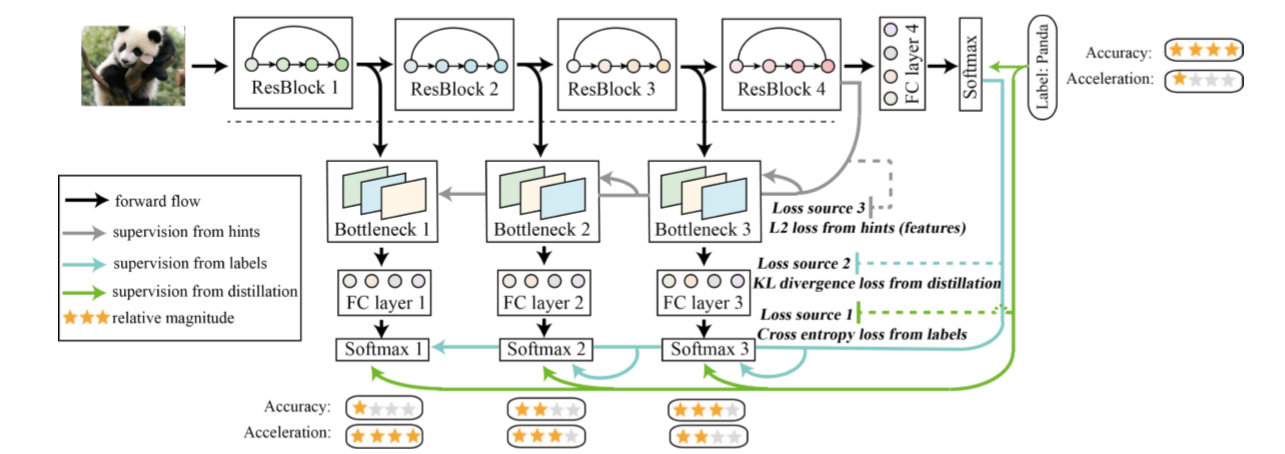 ResBlock 1
ResBlock 2
ResBlock 3
ResBlock 4
FC layer 4
Softmax
Label: Panda
Accuracy:
Acceleration:
forward flow
supervision from hints
supervision from labels
supervision from distillation
relative magnitude
Bottleneck 1
Bottleneck 2
Bottleneck 3
Loss source 3
L2 loss from hints (features)
Loss source 2
KL divergence loss from distillation
Loss source 1
Cross entropy loss from labels
FC layer 1
FC layer 2
FC layer 3
Softmax 1
Softmax 2
Softmax 3
Accuracy:
Acceleration: